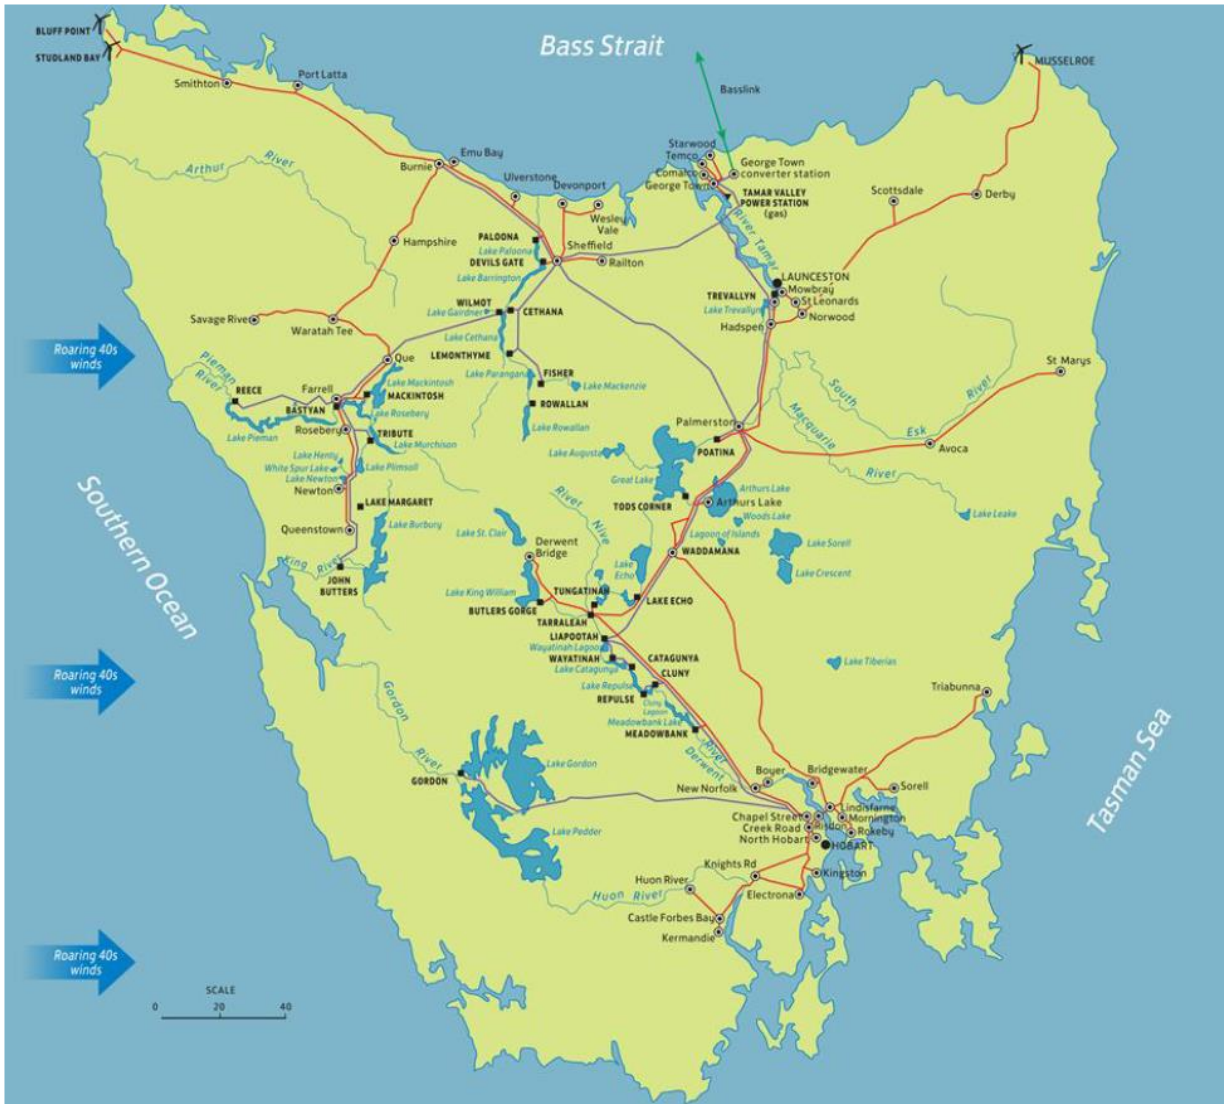 BLUFF POINT
STUDLAND BAY
Bass Strait
MUSSELROE
Smithton
Port Latta
Basslink
Arthur River
Burnie
Emu Bay
Ulverstone
Devonport
Wesley
Vale
Starwood
Temco
Comalco
George Town
George Town
converter station
TAMAR VALLEY
POWER STATION
(gas)
Scottsdale
Derby
Hampshire
PALOONA
Lake Paloona
DEVILS GATE
Lake Barrington
Sheffield
Railton
River Tamar
LAUNCESTON
Mowbray
TREVALLYN
St Leonards
Lake Trevallyn
Norwood
Hadspen
Savage River
Waratah Tee
WILMOT
Lake Gairdner
CETHANA
Lake Cethana
LEMONTHYME
Roaring 40s
winds
Que
Pieman
River
REECE
Farrell
BASTYAN
Lake Mackintosh
MACKINTOSH
Lake Rosebery
Lake Parangana
FISHER
Lake Mackenzie
ROWALLAN
Lake Rowallan
St Marys
South Esk River
Macquarie
River
Palmerston
Avoca
POATINA
Rosebery
TRIBUTE
Lake Pieman
Lake Murchison
Lake Henty
White Spur Lake
Lake Newton
Lake Plimsoll
Newton
Lake Augusta
Great Lake
TODS CORNER
Arthurs Lake
Arthurs Lake
Woods Lake
Lagoon of Islands
Lake Leake
LAKE MARGARET
Queenstown
Lake Burbury
King River
JOHN
BUTTERS
Lake St. Clair
Derwent
Bridge
River Nive
WADDAMANA
Lake Sorell
Lake Crescent
Lake
Echo
Southern Ocean
Lake King William
TUNGATINAH
LAKE ECHO
BUTLERS GORGE
TARRALEAH
LIAPOOTAH
Wayatinah Lagoon
WAYATINAH
CATAGUNYA
Lake Catagunya
CLUNY
Lake Repulse
REPULSE
Cluny
Lagoon
Meadowbank Lake
MEADOWBANK
Lake Tiberias
Triabunna
Roaring 40s
winds
Gordon
River
GORDON
Lake Gordon
River
Derwent
Boyer
New Norfolk
Bridgewater
Sorell
Tasman Sea
Lake Pedder
Chapel Street
Creek Road
North Hobart
Risdon
Lindisfarne
Mornington
Rokeby
HOBART
Knights Rd
Kingston
Huon River
Huon River
Electrona
Castle Forbes Bay
Kermandie
Roaring 40s
winds
SCALE
0 20 40